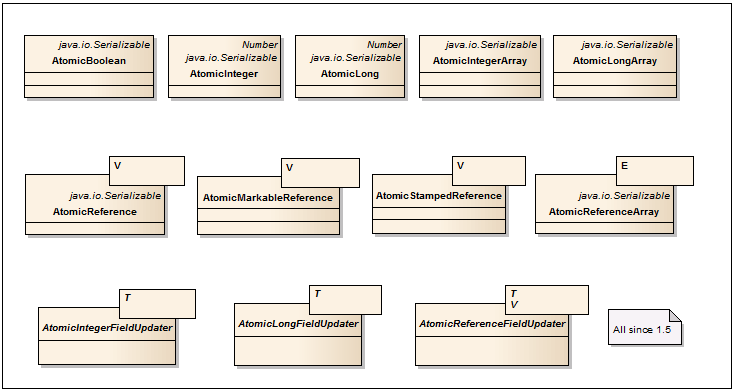 java.io.Serializable
AtomicBoolean
Number
java.io.Serializable
AtomicInteger
Number
java.io.Serializable
AtomicLong
java.io.Serializable
AtomicIntegerArray
java.io.Serializable
AtomicLongArray
V
java.io.Serializable
AtomicReference
V
AtomicMarkableReference
V
AtomicStampedReference
E
java.io.Serializable
AtomicReferenceArray
T
AtomicIntegerFieldUpdater
T
AtomicLongFieldUpdater
T
V
AtomicReferenceFieldUpdater
All since 1.5